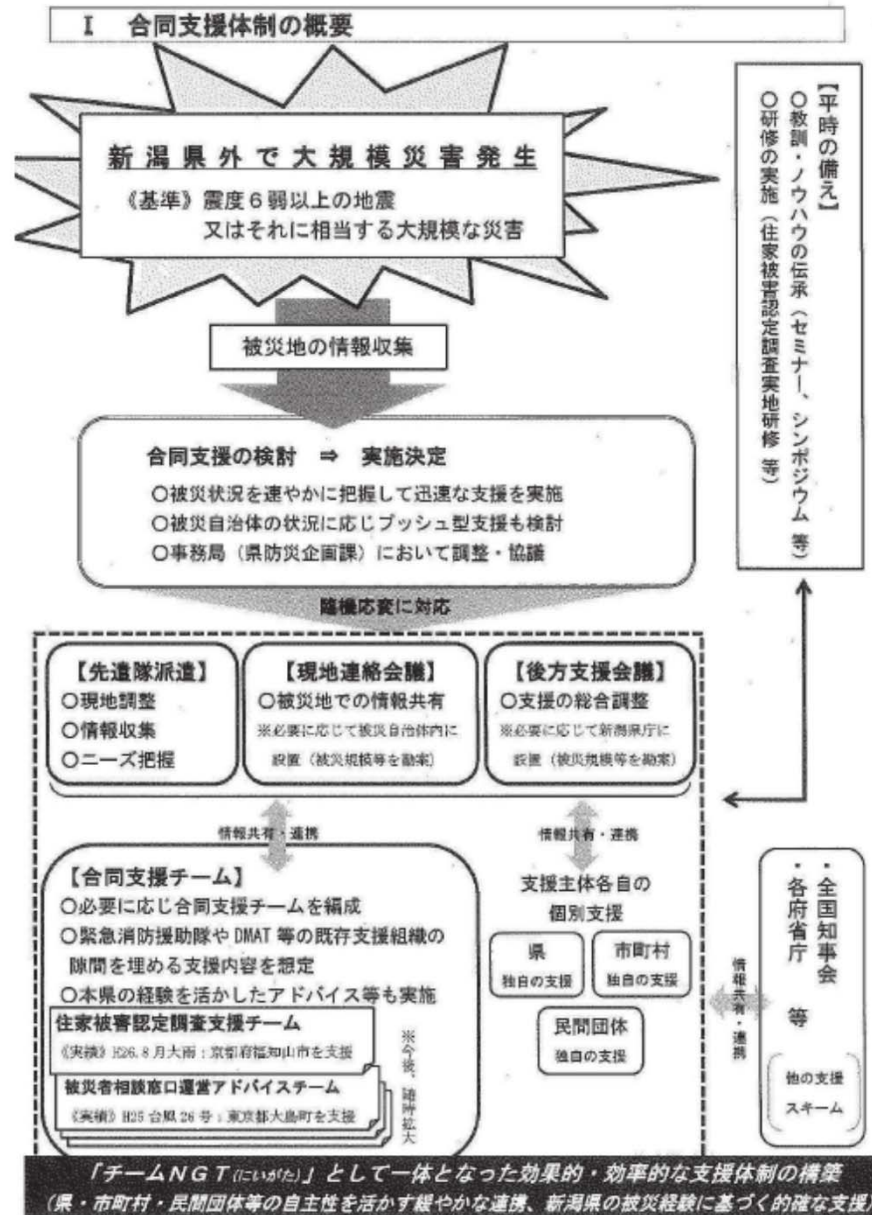 Ⅰ 合同支援体制の概要
新潟県外で大規模災害発生
《基準》震度6弱以上の地震
又はそれに相当する大規模な災害
【平時の備え】
○教訓・ノウハウの伝承（セミナー、シンポジウム 等）
○研修の実施（住家被害認定調査実地研修 等）
被災地の情報収集
合同支援の検討 ⇒ 実施決定
○被災状況を速やかに把握して迅速な支援を実施
○被災自治体の状況に応じプッシュ型支援も検討
○事務局（県防災企画課）において調整・協議
臨機応変に対応
【先遣隊派遣】
○現地調整
○情報収集
○ニーズ把握
【現地連絡会議】
○被災地での情報共有
※必要に応じて被災自治体内に
設置（被災規模等を勘案）
【後方支援会議】
○支援の総合調整
※必要に応じて新潟県庁に
設置（被災規模等を勘案）
情報共有・連携
情報共有・連携
【合同支援チーム】
○必要に応じ合同支援チームを編成
○緊急消防援助隊やDMAT等の既存支援組織の
隙間を埋める支援内容を想定
○本県の経験を活かしたアドバイス等も実施
住家被害認定調査支援チーム
《実績》H26.8月大雨：京都府福知山市を支援
被災者相談窓口運営アドバイスチーム
《実績》H25台風26号：東京都大島町を支援
※今後、随時拡大
支援主体各自の
個別支援
県
独自の支援
市町村
独自の支援
民間団体
独自の支援
情報共有・連携
・全国知事会
・各府省庁 等
他の支援
スキーム
「チームNGT(にいがた)」として一体となった効果的・効率的な支援体制の構築
(県・市町村・民間団体等の自主性を活かす緩やかな連携、新潟県の被災経験に基づく的確な支援)